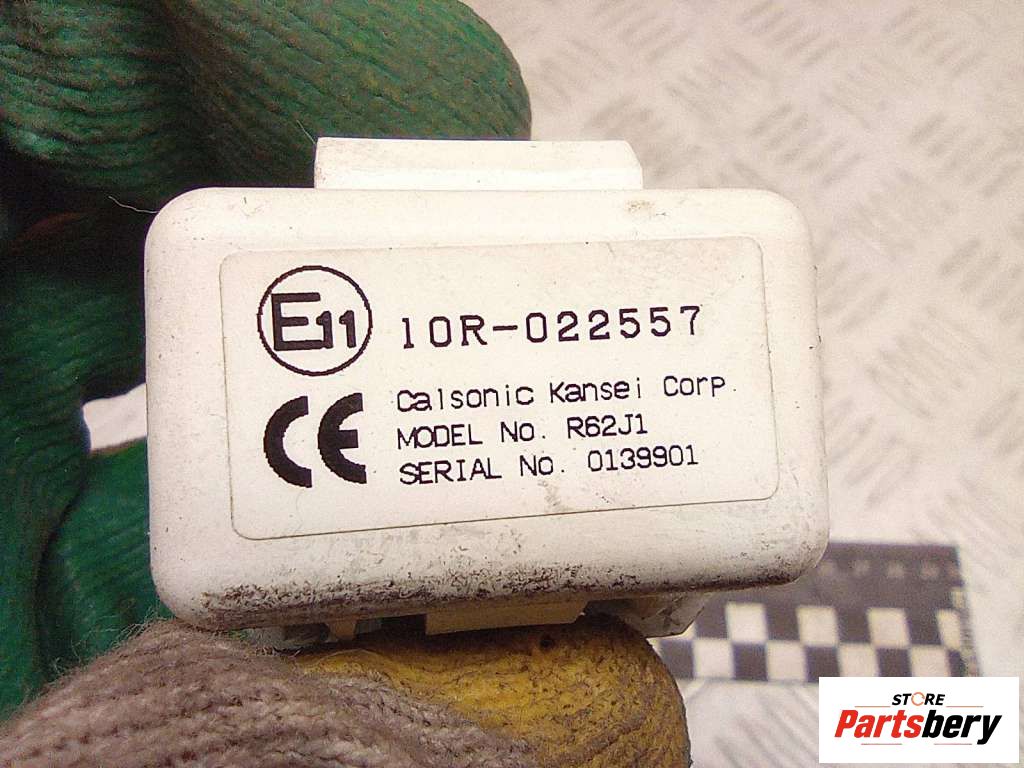 E11 10R-022557
CE Calsonic Kansei Corp.
MODEL No. R62J1
SERIAL No. 0139901
STORE
Partsbery